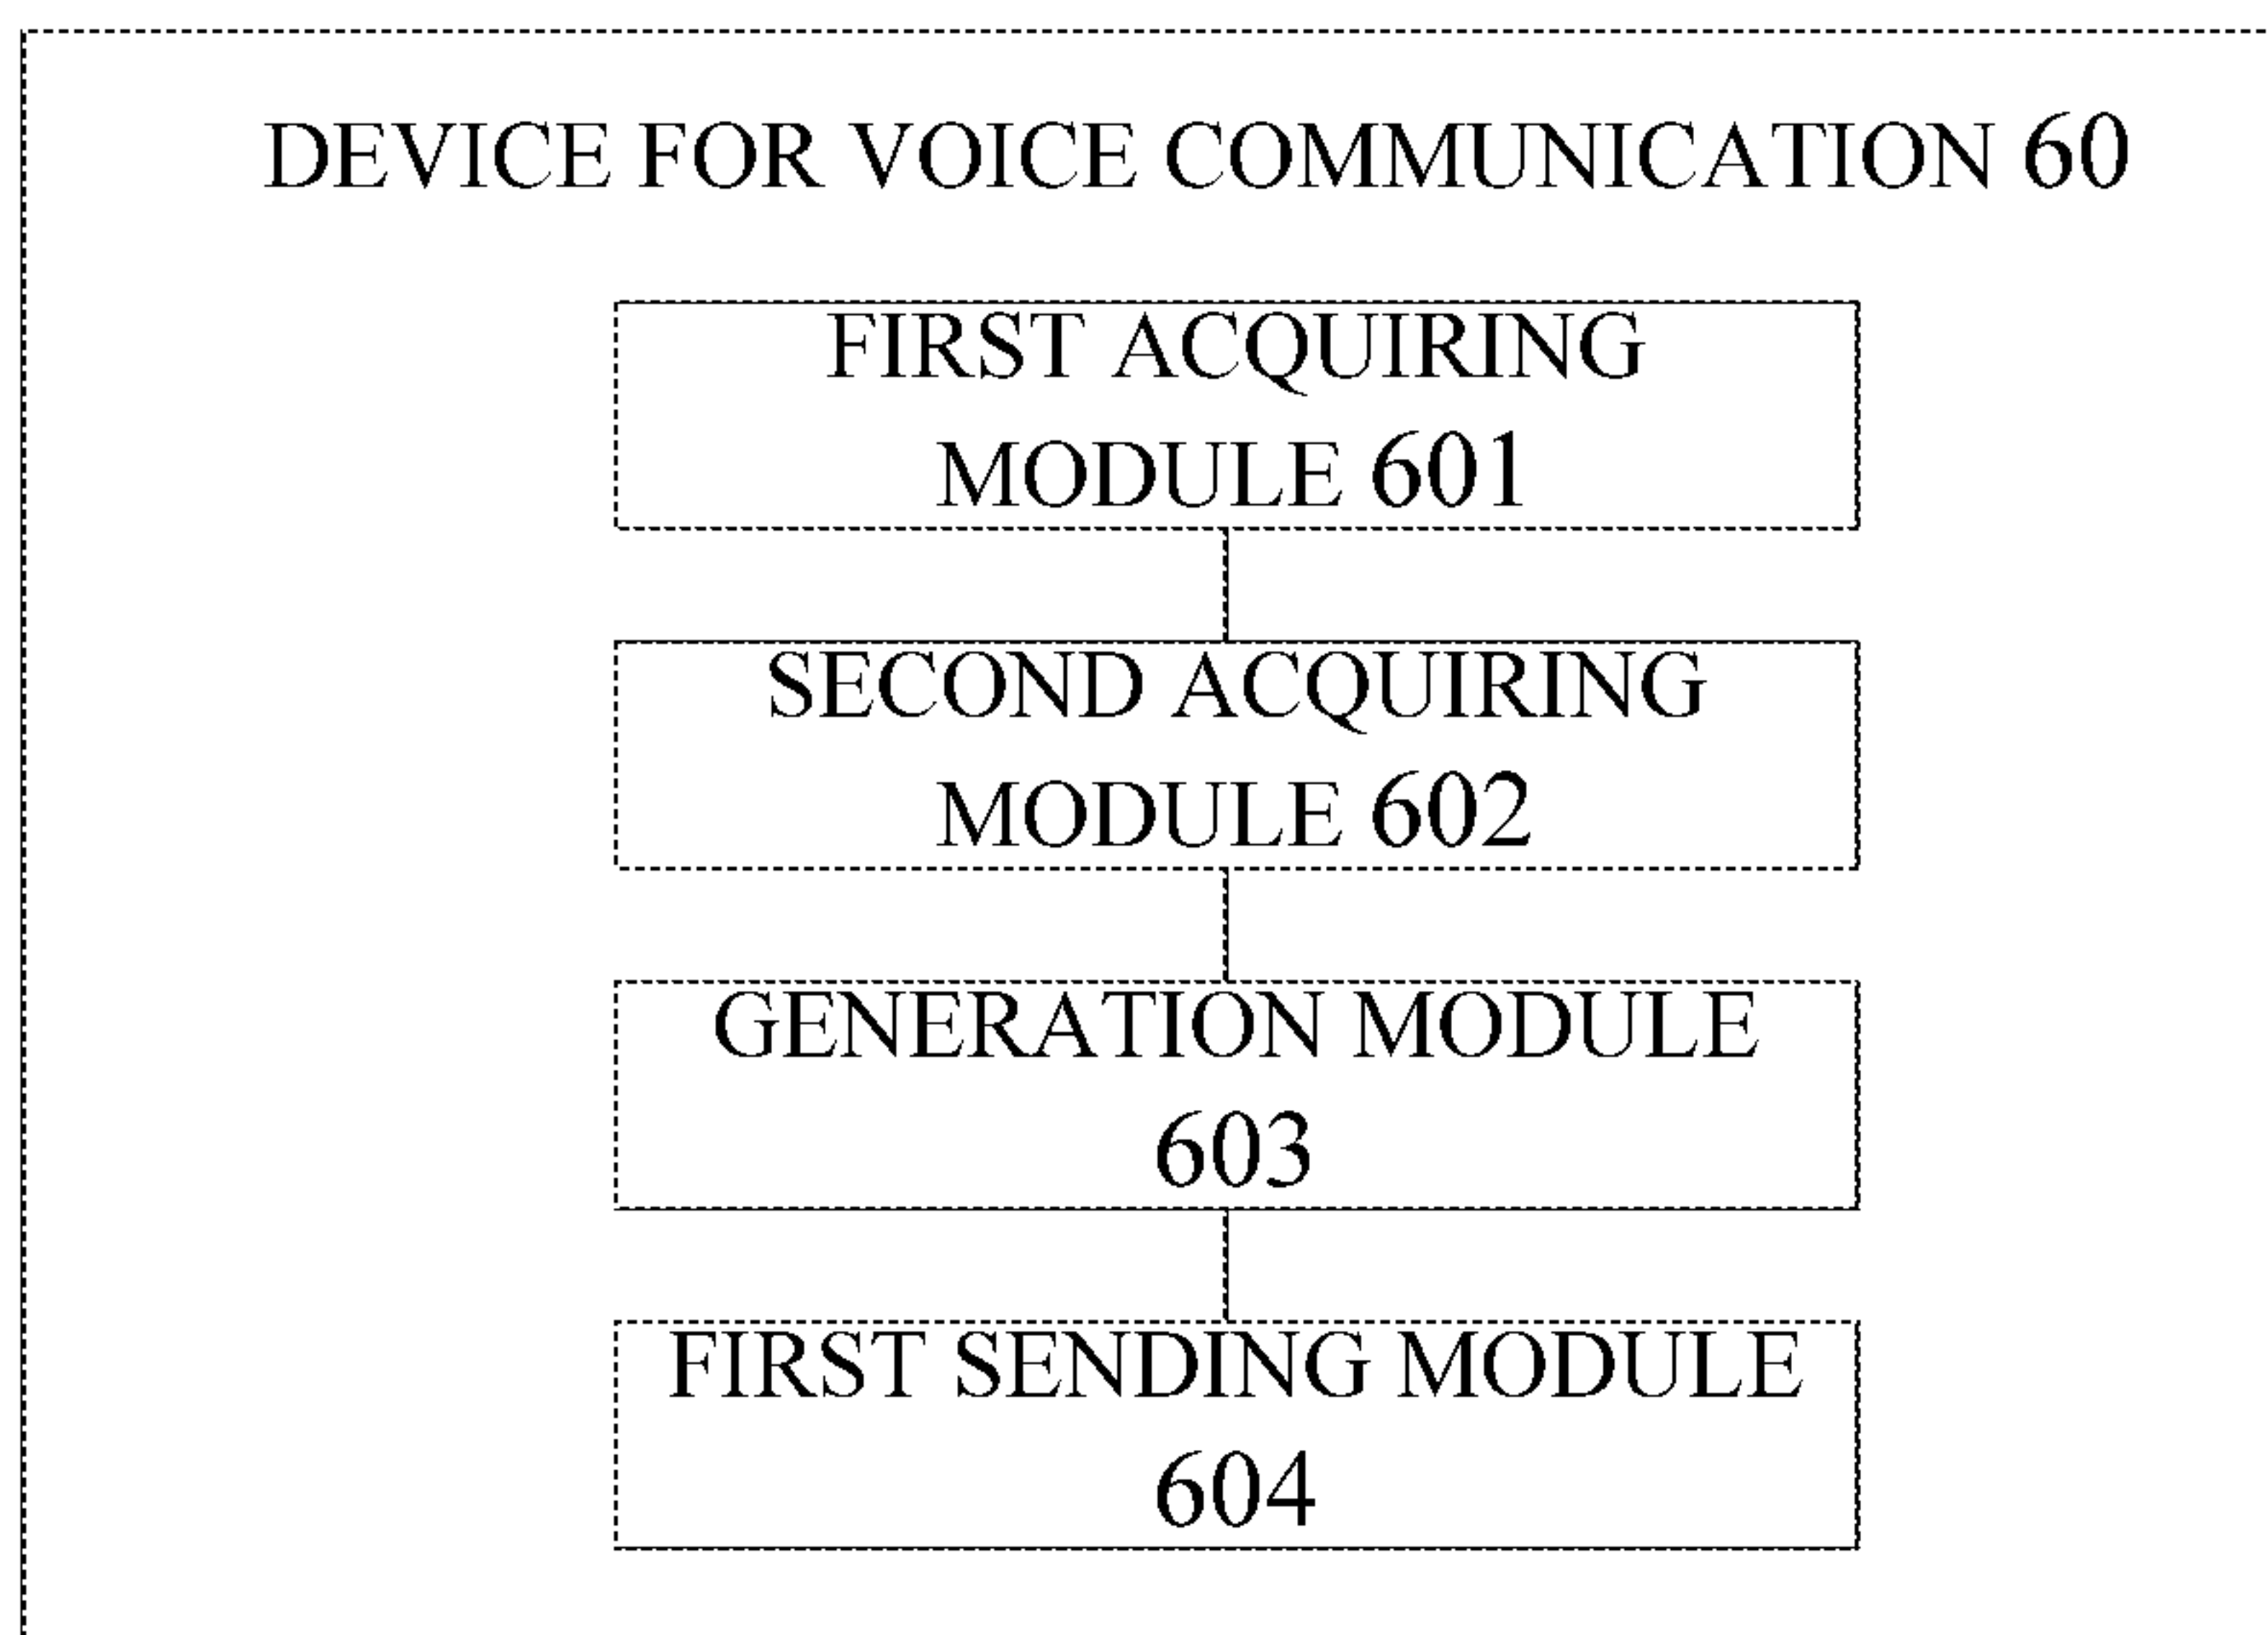 DEVICE FOR VOICE COMMUNICATION 60
FIRST ACQUIRING
MODULE 601
SECOND ACQUIRING
MODULE 602
GENERATION MODULE
603
FIRST SENDING MODULE
604